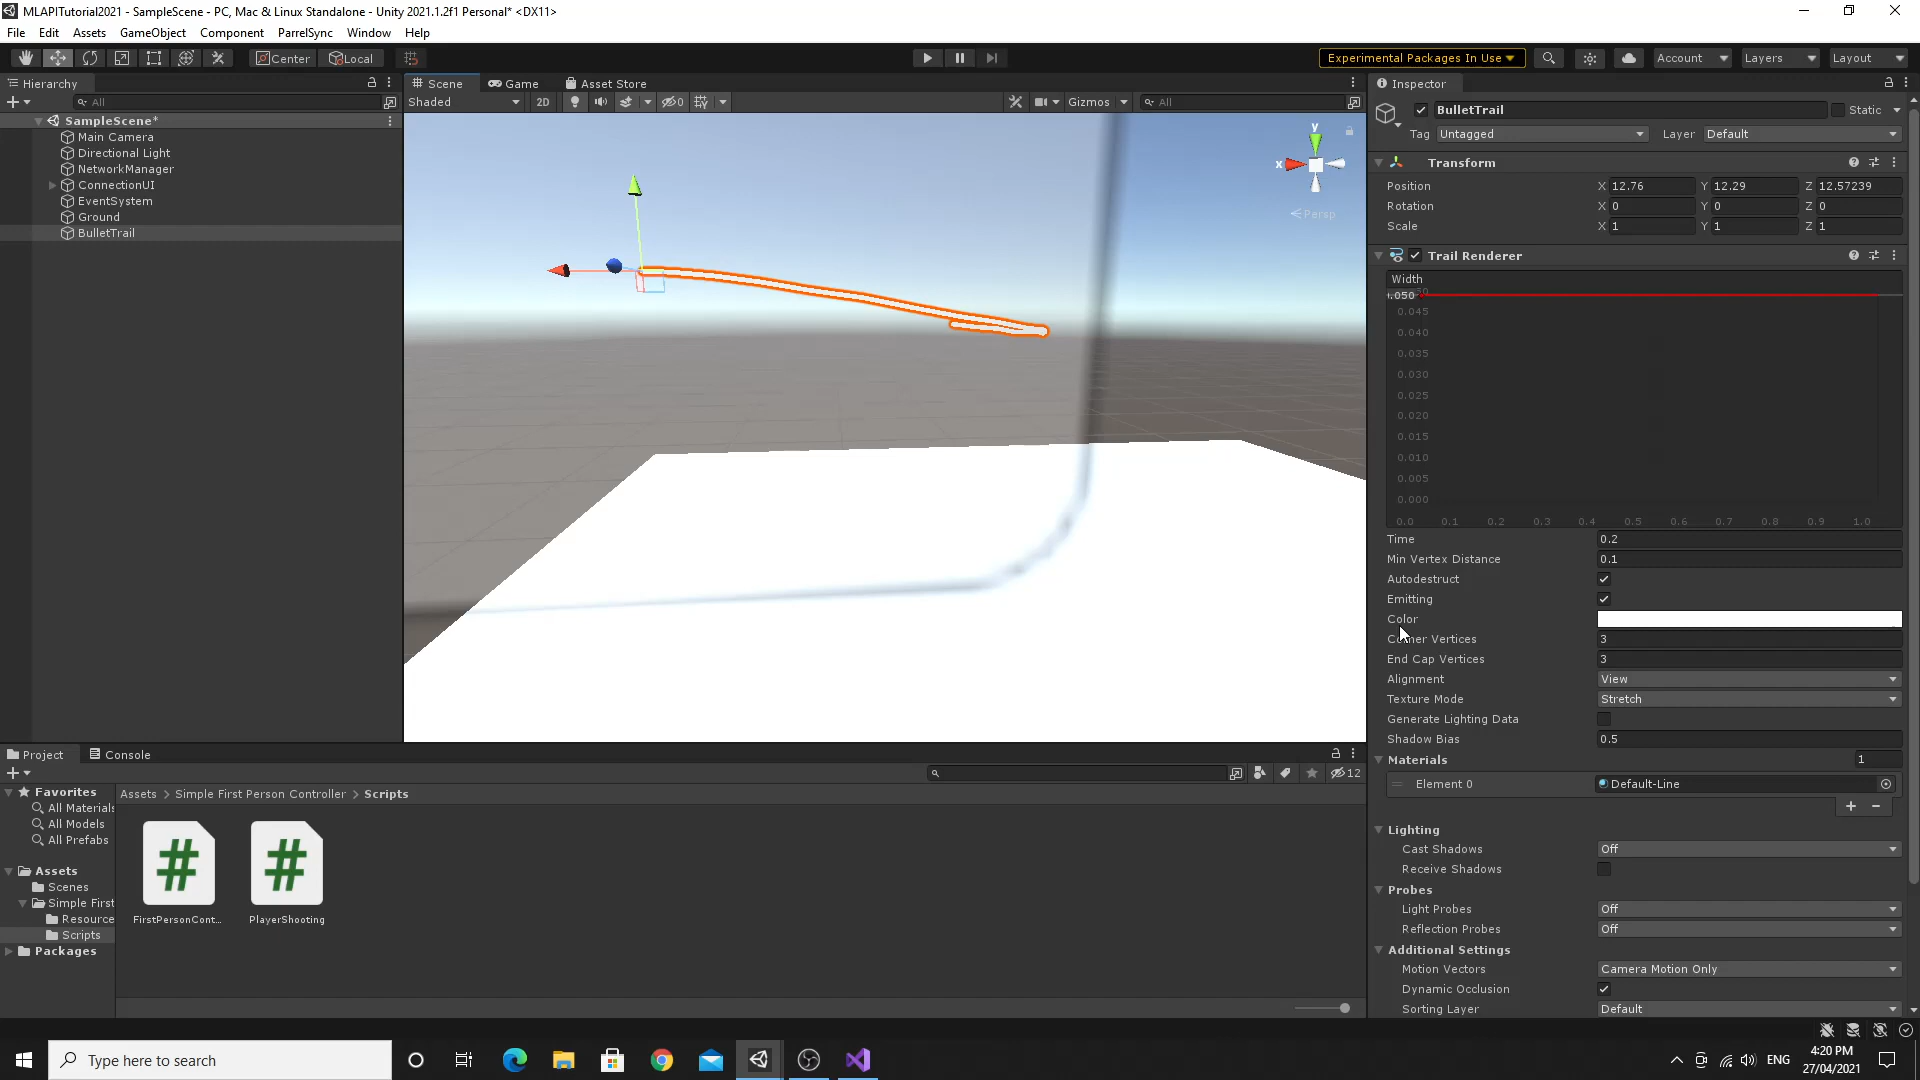 MLAPITutorial2021 - SampleScene - PC, Mac & Linux Standalone - Unity 2021.1.2f1 Personal* <DX11>
File Edit Assets GameObject Component ParrelSync Window Help
Center Local Experimental Packages In Use Account Layers Layout
Hierarchy
All
SampleScene*
Main Camera
Directional Light
NetworkManager
ConnectionUI
EventSystem
Ground
BulletTrail
Scene Game Asset Store
Shaded 2D 0 Gizmos All
y
x
Persp
Inspector
BulletTrail Static
Tag Untagged Layer Default
Transform
Position X 12.76 Y 12.29 Z 12.57239
Rotation X 0 Y 0 Z 0
Scale X 1 Y 1 Z 1
Trail Renderer
Width
0.045
0.040
0.035
0.030
0.025
0.020
0.015
0.010
0.005
0.000
0.0 0.1 0.2 0.3 0.4 0.5 0.6 0.7 0.8 0.9 1.0
Time 0.2
Min Vertex Distance 0.1
Autodestruct
Emitting
Color
Corner Vertices 3
End Cap Vertices 3
Alignment View
Texture Mode Stretch
Generate Lighting Data
Shadow Bias 0.5
Materials 1
Element 0 Default-Line
+ -
Lighting
Cast Shadows Off
Receive Shadows
Probes
Light Probes Off
Reflection Probes Off
Additional Settings
Motion Vectors Camera Motion Only
Dynamic Occlusion
Sorting Layer Default
Project Console
12
Favorites
All Materials
All Models
All Prefabs
Assets
Scenes
Simple First
Resource
Scripts
Packages
Assets > Simple First Person Controller > Scripts
FirstPersonCont...
PlayerShooting
Type here to search
ENG
4:20 PM
27/04/2021